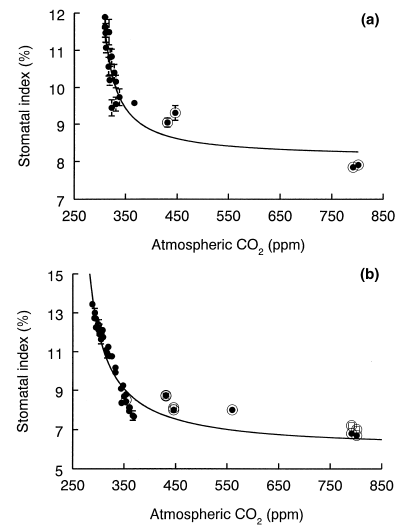 (a)
Stomatal index (%)
12
11
10
9
8
7
250 350 450 550 650 750 850
Atmospheric CO2 (ppm)
(b)
Stomatal index (%)
15
13
11
9
7
5
250 350 450 550 650 750 850
Atmospheric CO2 (ppm)